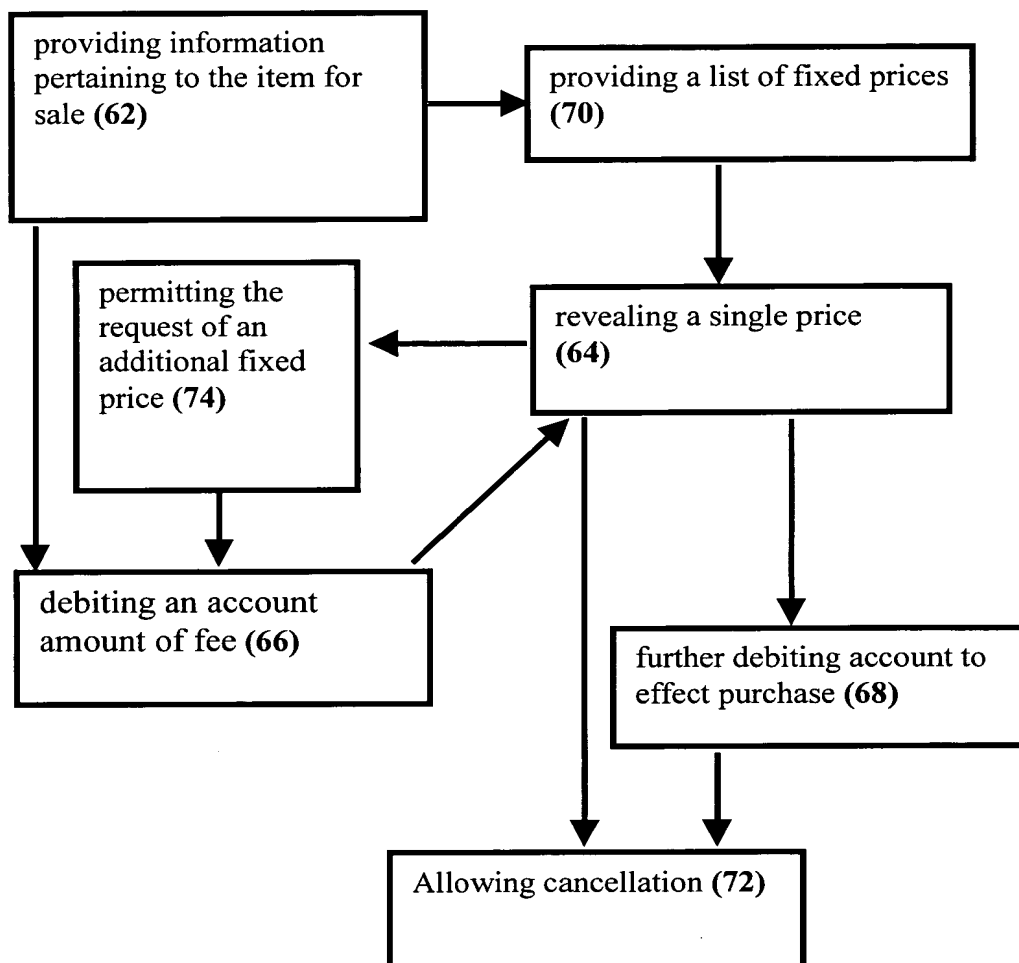 providing information
pertaining to the item for
sale (62)
providing a list of fixed prices
(70)
permitting the
request of an
additional fixed
price (74)
revealing a single price
(64)
debiting an account
amount of fee (66)
further debiting account to
effect purchase (68)
Allowing cancellation (72)